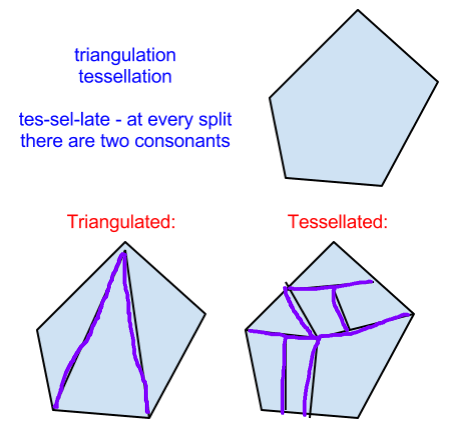 triangulation
tessellation
tes-sel-late - at every split
there are two consonants
Triangulated:
Tessellated: